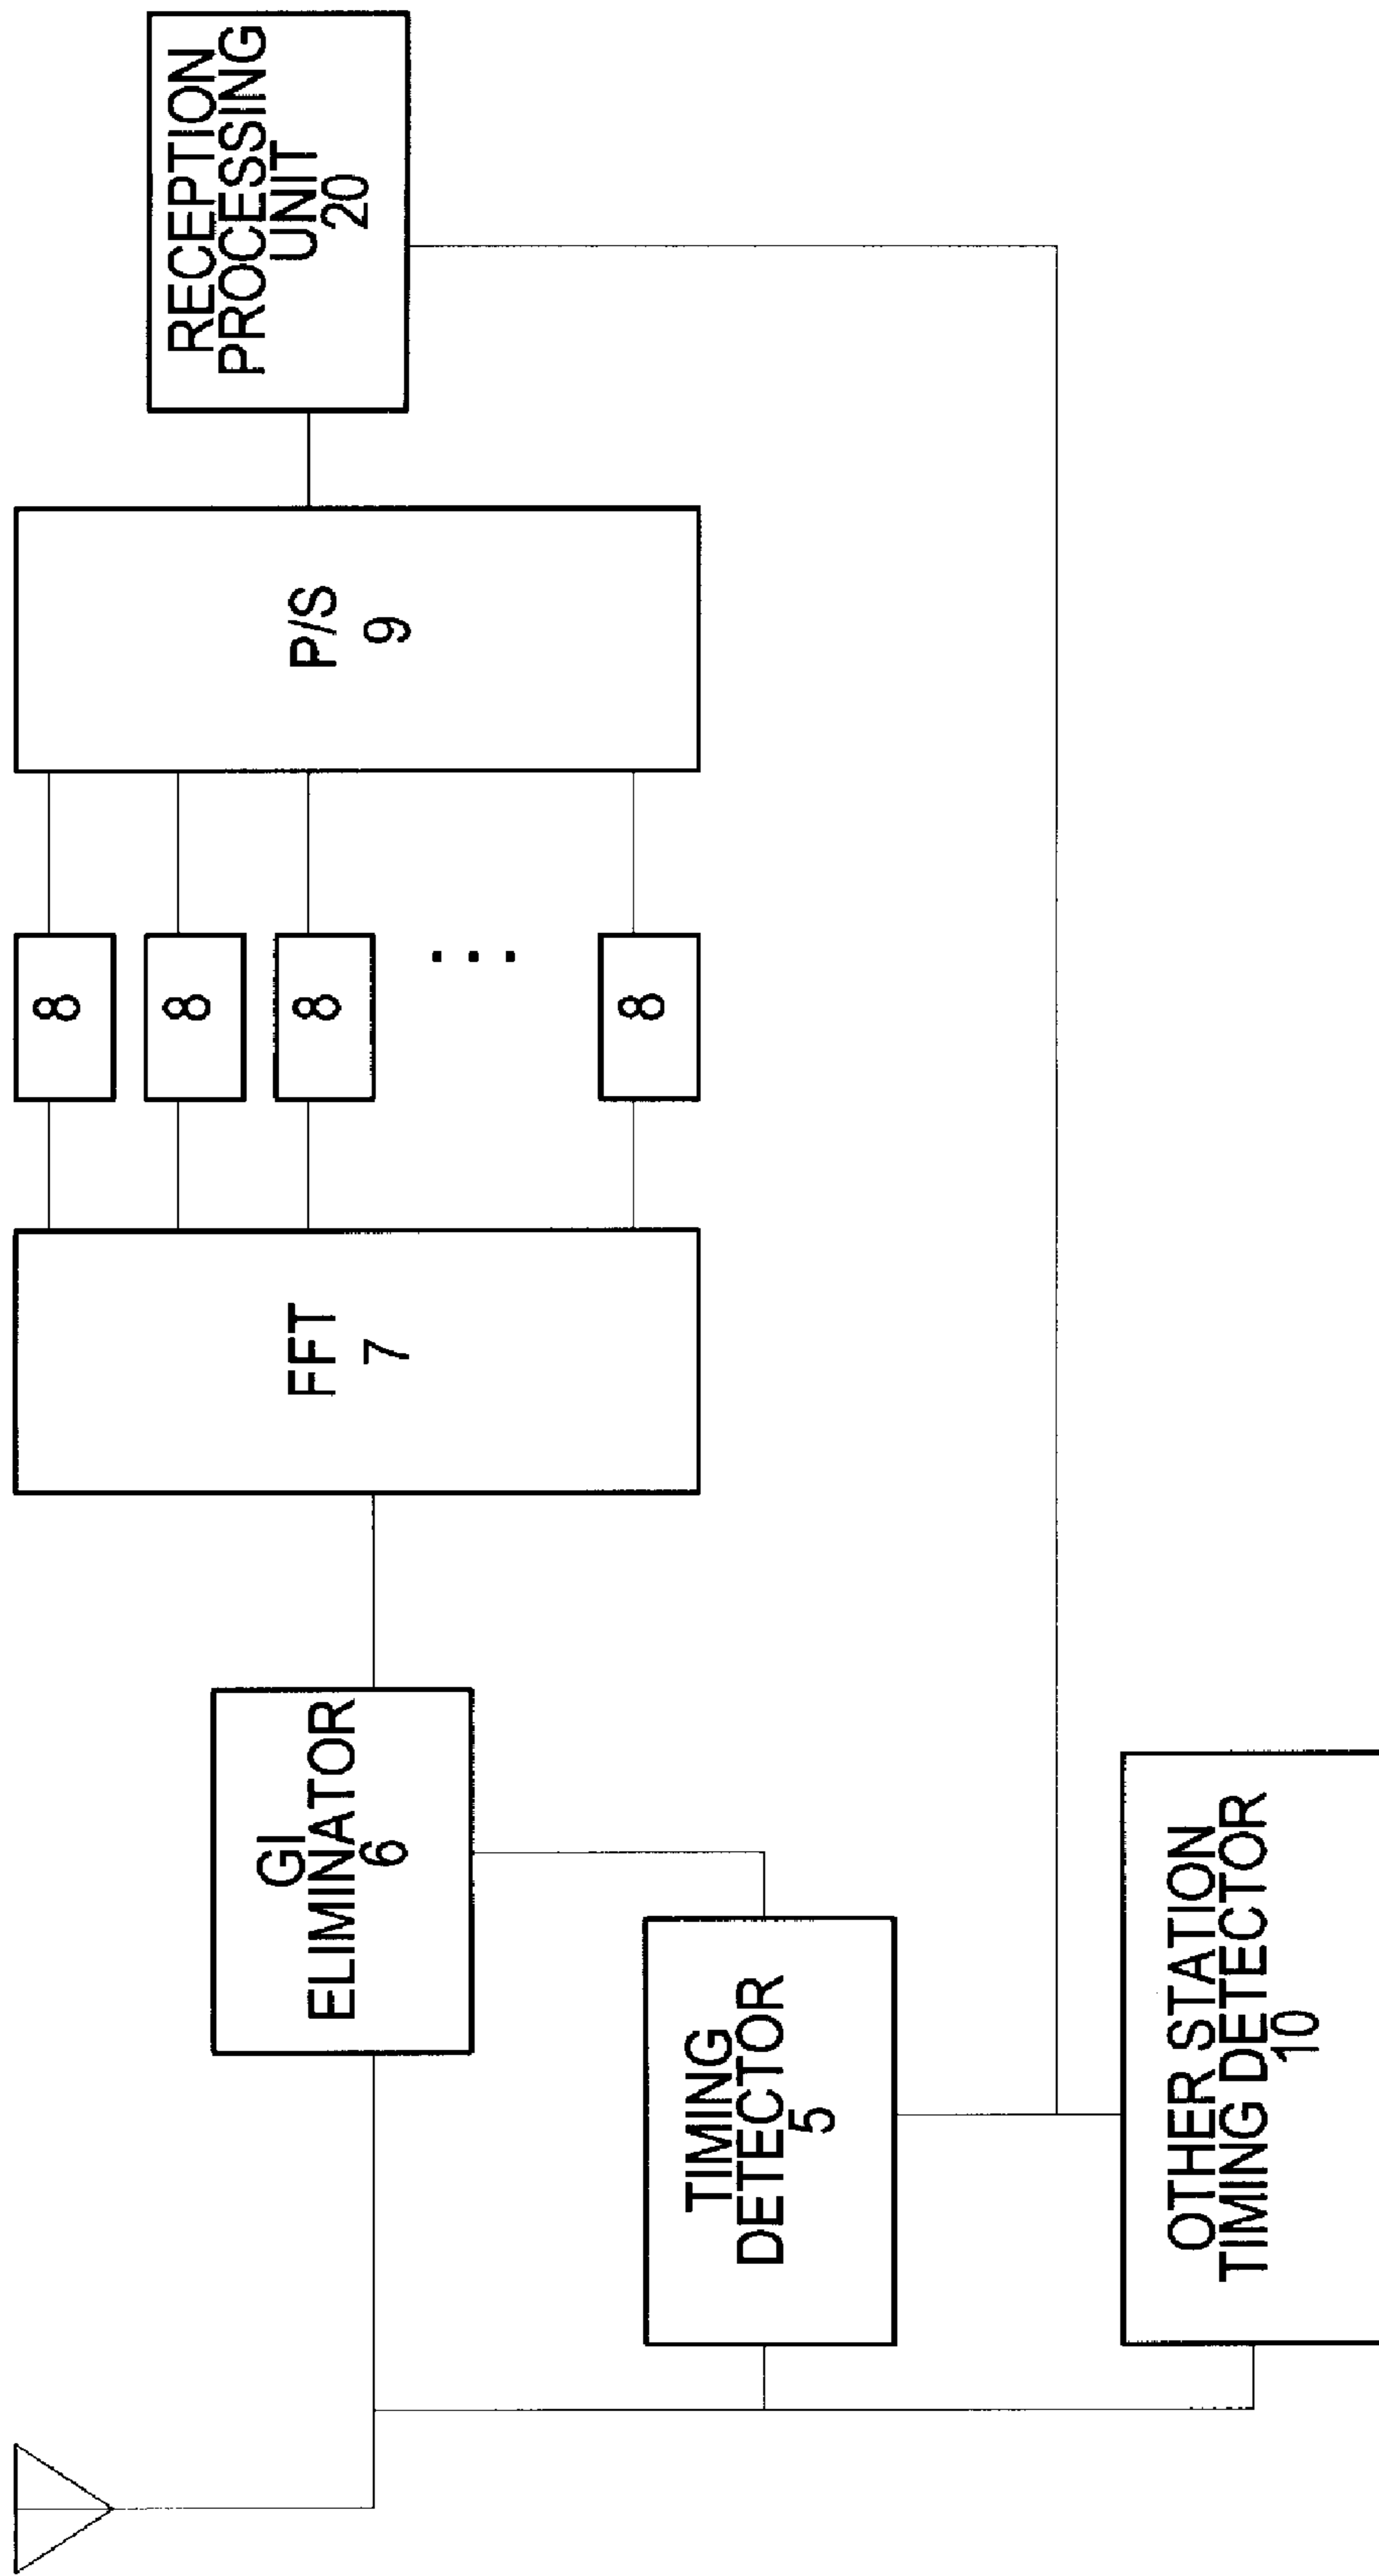 GI
ELIMINATOR
6
FFT
7
8
8
8
...
8
P/S
9
RECEPTION
PROCESSING
UNIT
20
TIMING
DETECTOR
5
OTHER STATION
TIMING DETECTOR
10